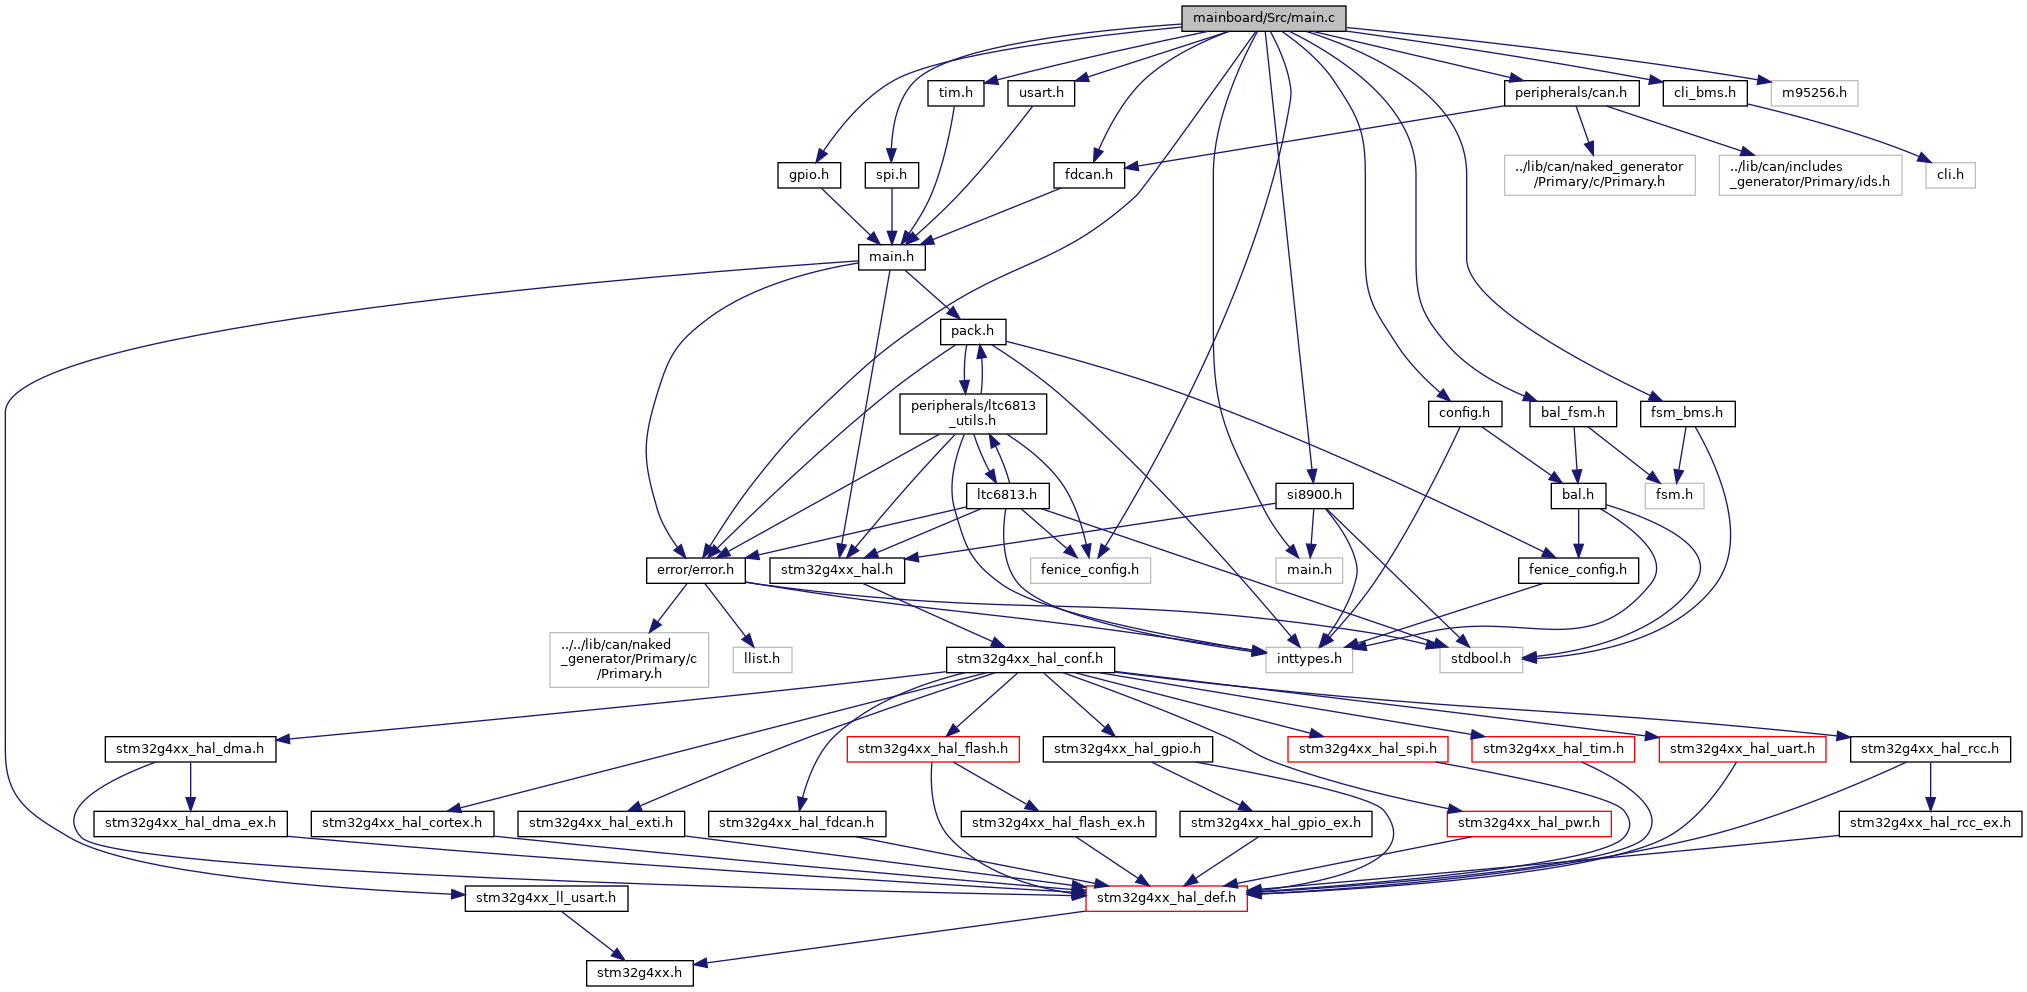 mainboard/Src/main.c
tim.h
usart.h
peripherals/can.h
cli_bms.h
m95256.h
gpio.h
spi.h
fdcan.h
../lib/can/naked_generator
/Primary/c/Primary.h
../lib/can/includes
_generator/Primary/ids.h
cli.h
main.h
pack.h
peripherals/ltc6813
_utils.h
config.h
bal_fsm.h
fsm_bms.h
ltc6813.h
si8900.h
bal.h
fsm.h
error/error.h
stm32g4xx_hal.h
fenice_config.h
main.h
fenice_config.h
../../lib/can/naked
_generator/Primary/c
/Primary.h
llist.h
stm32g4xx_hal_conf.h
inttypes.h
stdbool.h
stm32g4xx_hal_dma.h
stm32g4xx_hal_flash.h
stm32g4xx_hal_gpio.h
stm32g4xx_hal_spi.h
stm32g4xx_hal_tim.h
stm32g4xx_hal_uart.h
stm32g4xx_hal_rcc.h
stm32g4xx_hal_dma_ex.h
stm32g4xx_hal_cortex.h
stm32g4xx_hal_exti.h
stm32g4xx_hal_fdcan.h
stm32g4xx_hal_flash_ex.h
stm32g4xx_hal_gpio_ex.h
stm32g4xx_hal_pwr.h
stm32g4xx_hal_rcc_ex.h
stm32g4xx_ll_usart.h
stm32g4xx_hal_def.h
stm32g4xx.h